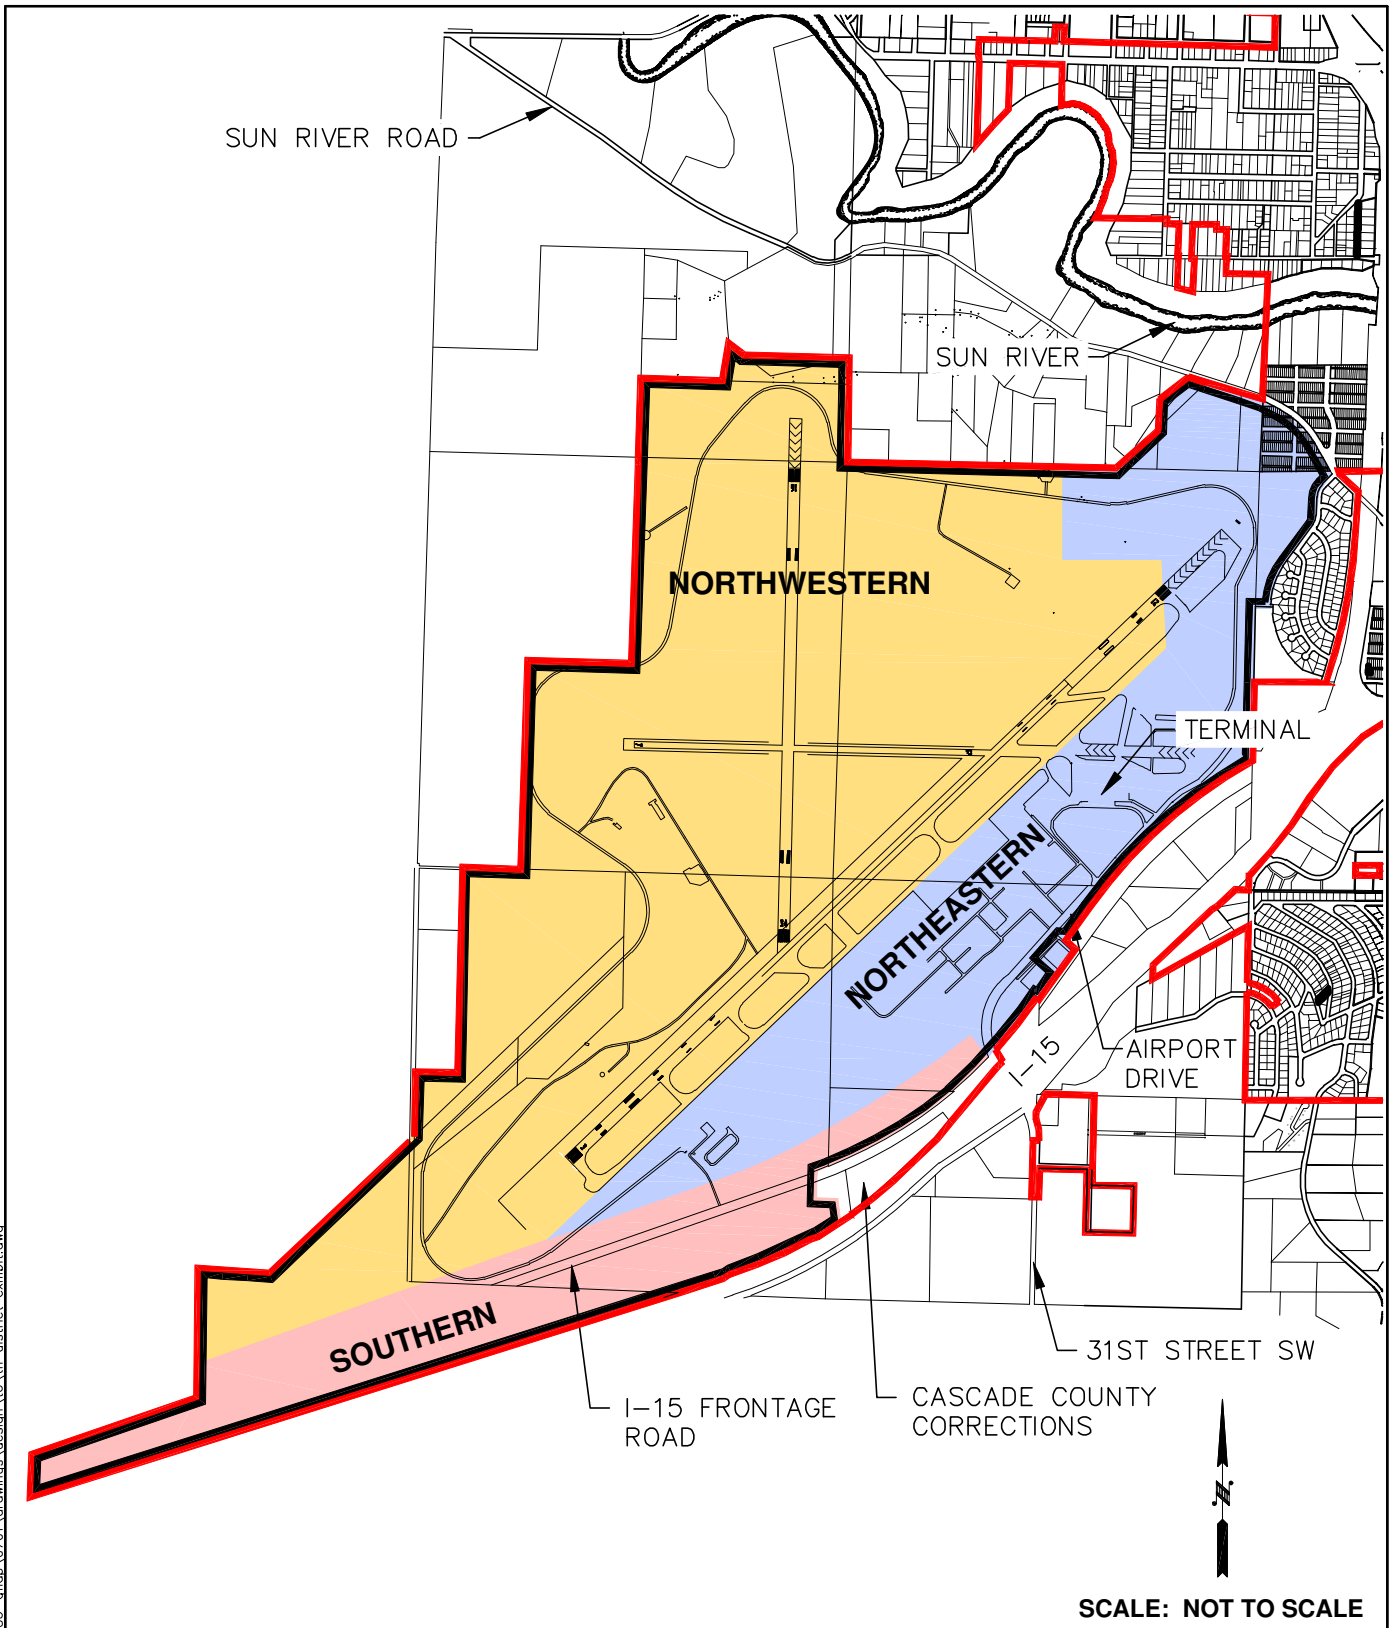 SUN RIVER ROAD
SUN RIVER
NORTHWESTERN
TERMINAL
NORTHEASTERN
I-15
AIRPORT
DRIVE
SOUTHERN
31ST STREET SW
I-15 FRONTAGE
ROAD
CASCADE COUNTY
CORRECTIONS
N
SCALE: NOT TO SCALE